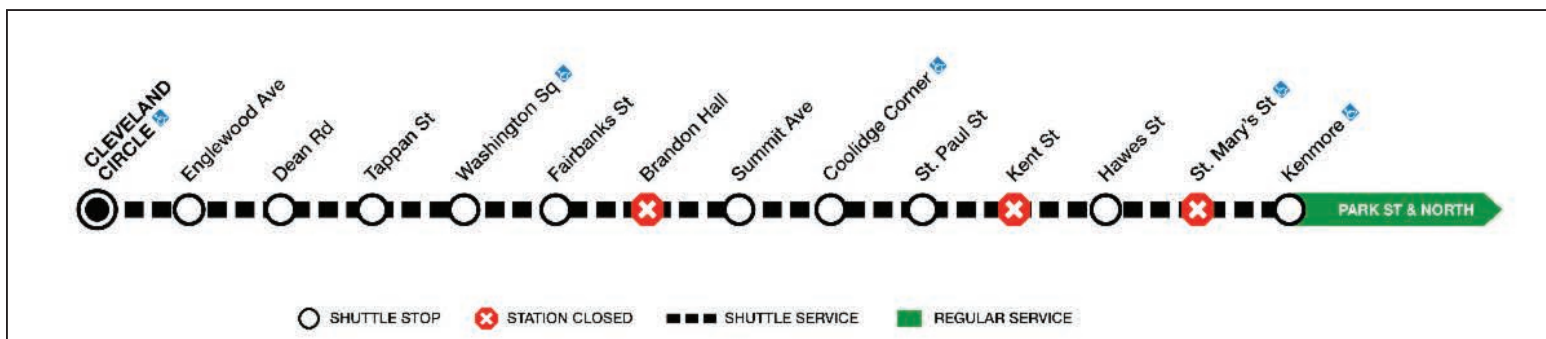 CLEVELAND
CIRCLE
Englewood Ave
Dean Rd
Tappan St
Washington Sq
Fairbanks St
Brandon Hall
Summit Ave
Coolidge Corner
St. Paul St
Kent St
Hawes St
St. Mary's St
Kenmore
PARK ST & NORTH
SHUTTLE STOP
STATION CLOSED
SHUTTLE SERVICE
REGULAR SERVICE